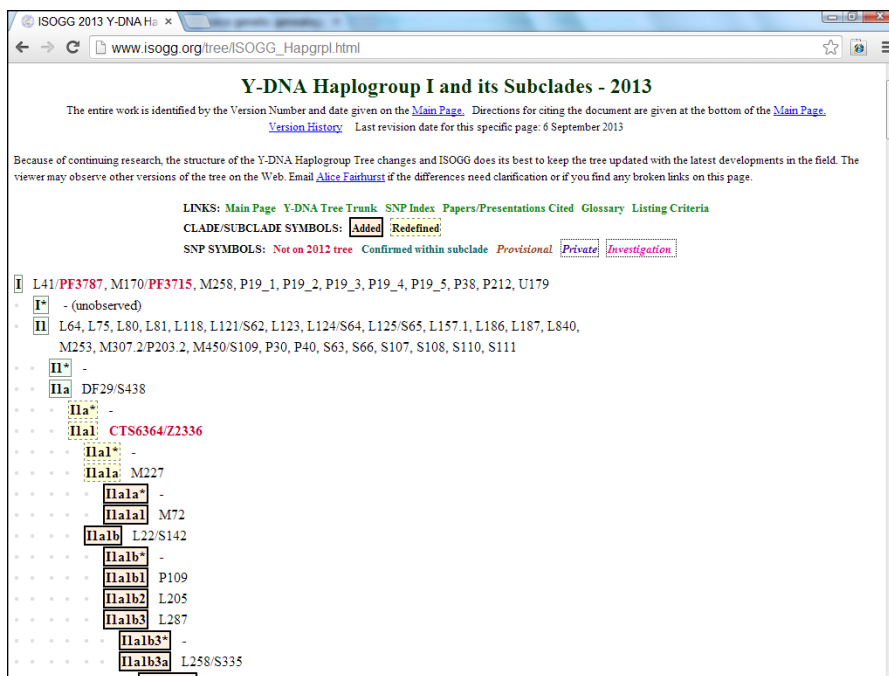 ISOGG 2013 Y-DNA Ha ×
www.isogg.org/tree/ISOGG_HapgrpI.html
Y-DNA Haplogroup I and its Subclades - 2013
The entire work is identified by the Version Number and date given on the Main Page. Directions for citing the document are given at the bottom of the Main Page.
Version History Last revision date for this specific page: 6 September 2013
Because of continuing research, the structure of the Y-DNA Haplogroup Tree changes and ISOGG does its best to keep the tree updated with the latest developments in the field. The
viewer may observe other versions of the tree on the Web. Email Alice Fairhurst if the differences need clarification or if you find any broken links on this page.
LINKS: Main Page Y-DNA Tree Trunk SNP Index Papers/Presentations Cited Glossary Listing Criteria
CLADE/SUBCLADE SYMBOLS: Added Redefined
SNP SYMBOLS: Not on 2012 tree Confirmed within subclade Provisional Private Investigation
I L41/PF3787, M170/PF3715, M258, P19_1, P19_2, P19_3, P19_4, P19_5, P38, P212, U179
I* - (unobserved)
I1 L64, L75, L80, L81, L118, L121/S62, L123, L124/S64, L125/S65, L157.1, L186, L187, L840,
M253, M307.2/P203.2, M450/S109, P30, P40, S63, S66, S107, S108, S110, S111
I1* -
I1a DF29/S438
I1a* -
I1a1 CTS6364/Z2336
I1a1* -
I1a1a M227
I1a1a* -
I1a1a1 M72
I1a1b L22/S142
I1a1b* -
I1a1b1 P109
I1a1b2 L205
I1a1b3 L287
I1a1b3* -
I1a1b3a L258/S335